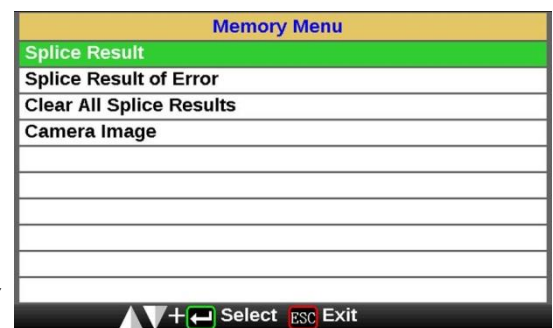 Memory Menu
Splice Result
Splice Result of Error
Clear All Splice Results
Camera Image
+ Select ESC Exit